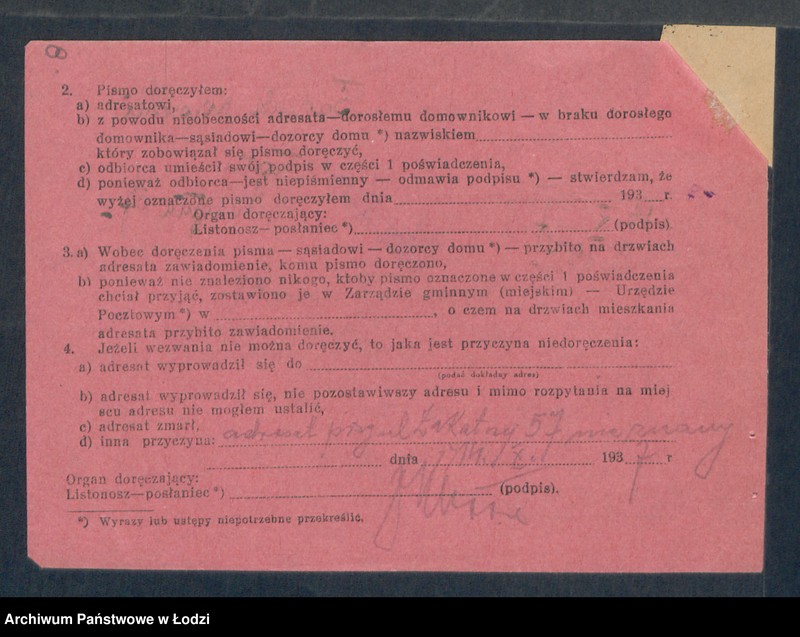 2. Pismo doręczyłem:
a) adresatowi,
b) z powodu nieobecności adresata—dorosłemu domownikowi — w braku dorosłego
domownika—sąsiadowi—dozorcy domu *) nazwiskiem
który zobowiązał się pismo doręczyć,
c) odbiorca umieścił swój podpis w części 1 poświadczenia,
d) ponieważ odbiorca—jest niepiśmienny — odmawia podpisu *) — stwierdzam, że
wyżej oznaczone pismo doręczyłem dnia 193 r.
Organ doręczający:
Listonosz—posłaniec *) (podpis).
3. a) Wobec doręczenia pisma — sąsiadowi — dozorcy domu *) — przybito na drzwiach
adresata zawiadomienie, komu pismo doręczono,
b) ponieważ nie znaleziono nikogo, ktoby pismo oznaczone w części 1 poświadczenia
chciał przyjąć, zostawiono je w Zarządzie gminnym (miejskim) — Urzędzie
Pocztowym *) w , o czem na drzwiach mieszkania
adresata przybito zawiadomienie.
4. Jeżeli wezwania nie można doręczyć, to jaka jest przyczyna niedoręczenia:
a) adresat wyprowadził się do
(podać dokładny adres)
b) adresat wyprowadził się, nie pozostawiwszy adresu i mimo rozpytania na miej
scu adresu nie mogłem ustalić,
c) adresat zmarł.
d) inna przyczyna: adresat przy ul Żakątnej 57 nieznany
dnia 193 7 r
Organ doręczający:
Listonosz—posłaniec *) (podpis).
*) Wyrazy lub ustępy niepotrzebne przekreślić.
Archiwum Państwowe w Łodzi